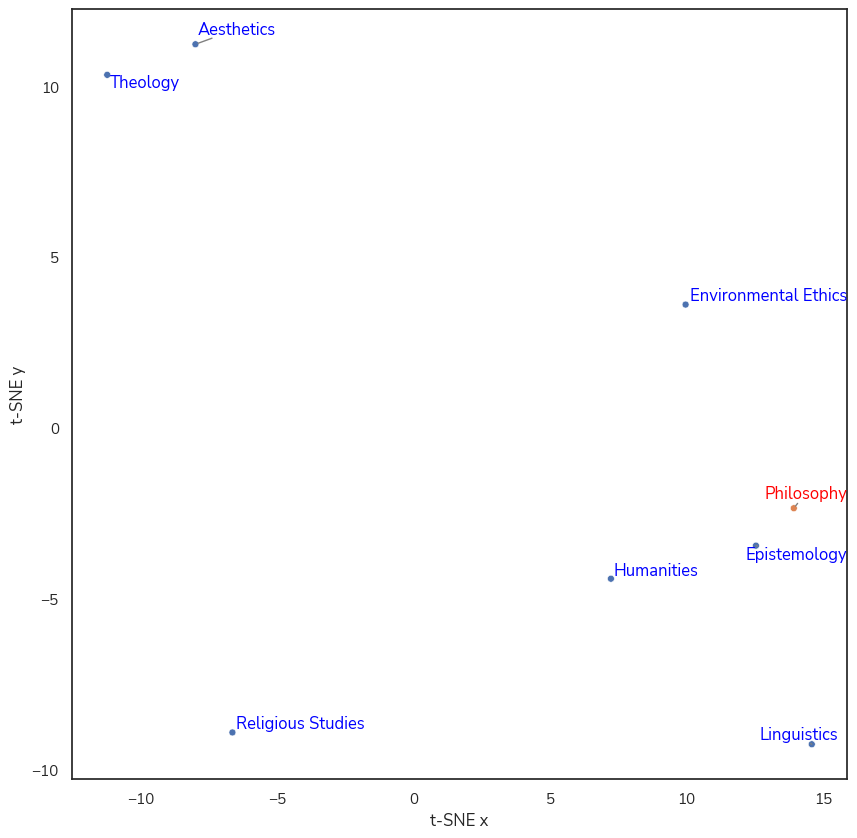 Aesthetics
Theology
10
5
Environmental Ethics
0
t-SNE y
Philosophy
Epistemology
Humanities
−5
Religious Studies
Linguistics
−10
−10 −5 0 5 10 15
t-SNE x